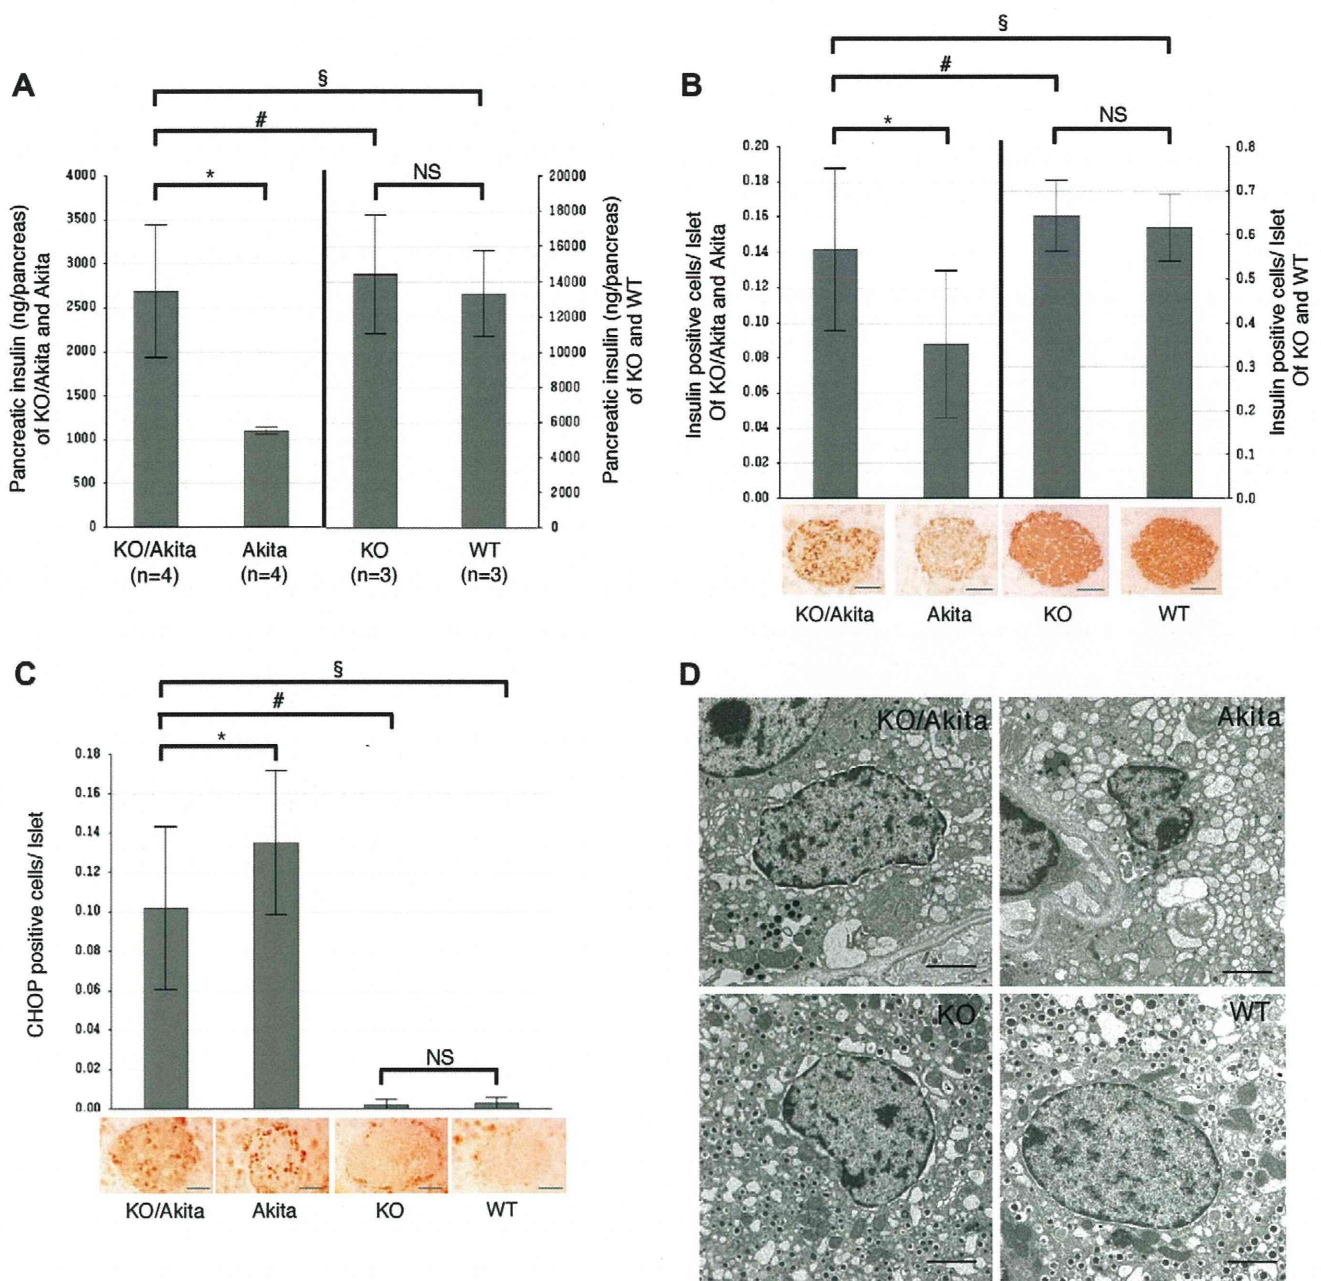 A
§
#
*
NS
Pancreatic insulin (ng/pancreas)
of KO/Akita and Akita
4000
3500
3000
2500
2000
1500
1000
500
0
20000
18000
16000
14000
12000
10000
8000
6000
4000
2000
0
Pancreatic insulin (ng/pancreas)
of KO and WT
KO/Akita Akita KO WT
(n=4) (n=4) (n=3) (n=3)
B
§
#
*
NS
Insulin positive cells/ Islet
Of KO/Akita and Akita
0.20
0.18
0.16
0.14
0.12
0.10
0.08
0.06
0.04
0.02
0.00
0.8
0.7
0.6
0.5
0.4
0.3
0.2
0.1
0.0
Insulin positive cells/ Islet
Of KO and WT
KO/Akita Akita KO WT
C
§
#
*
NS
CHOP positive cells/ Islet
0.18
0.16
0.14
0.12
0.10
0.08
0.06
0.04
0.02
0.00
KO/Akita Akita KO WT
D
KO/Akita Akita
KO WT